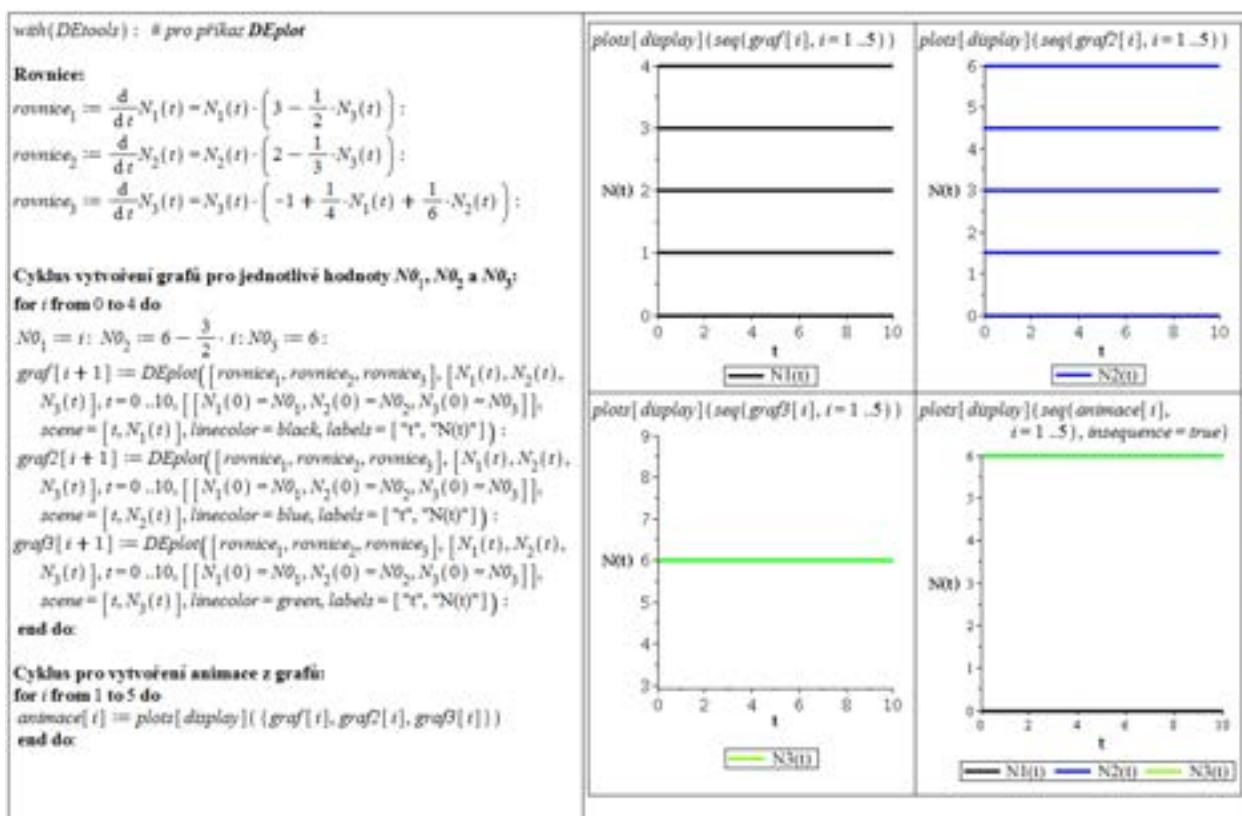 with(DEtools) : # pro příkaz DEplot
Rovnice:
rovnice₁ := d/dt N₁(t) = N₁(t)·(3 − 1/2·N₃(t)) :
rovnice₂ := d/dt N₂(t) = N₂(t)·(2 − 1/3·N₃(t)) :
rovnice₃ := d/dt N₃(t) = N₃(t)·(−1 + 1/4·N₁(t) + 1/6·N₂(t)) :
Cyklus vytvoření grafů pro jednotlivé hodnoty N0₁, N0₂ a N0₃:
for i from 0 to 4 do
N0₁ := i: N0₂ := 6 − 3/2·i: N0₃ := 6:
graf[i+1] := DEplot([rovnice₁, rovnice₂, rovnice₃], [N₁(t), N₂(t),
N₃(t)], t=0..10, [[N₁(0)=N0₁, N₂(0)=N0₂, N₃(0)=N0₃]],
scene=[t, N₁(t)], linecolor=black, labels=["t", "N(t)"]) :
graf2[i+1] := DEplot([rovnice₁, rovnice₂, rovnice₃], [N₁(t), N₂(t),
N₃(t)], t=0..10, [[N₁(0)=N0₁, N₂(0)=N0₂, N₃(0)=N0₃]],
scene=[t, N₂(t)], linecolor=blue, labels=["t", "N(t)"]) :
graf3[i+1] := DEplot([rovnice₁, rovnice₂, rovnice₃], [N₁(t), N₂(t),
N₃(t)], t=0..10, [[N₁(0)=N0₁, N₂(0)=N0₂, N₃(0)=N0₃]],
scene=[t, N₃(t)], linecolor=green, labels=["t", "N(t)"]) :
end do:
Cyklus pro vytvoření animace z grafů:
for i from 1 to 5 do
animace[i] := plots[display]({graf[i], graf2[i], graf3[i]})
end do:
plots[display](seq(graf[i], i=1..5))
4
3
N(t) 2
1
0
0 2 4 6 8 10
t
N1(t)
plots[display](seq(graf2[i], i=1..5))
6
5
4
N(t) 3
2
1
0
0 2 4 6 8 10
t
N2(t)
plots[display](seq(graf3[i], i=1..5))
9
8
7
N(t) 6
5
4
3
0 2 4 6 8 10
t
N3(t)
plots[display](seq(animace[i],
i=1..5), insequence=true)
6
5
4
N(t) 3
2
1
0
0 2 4 6 8 10
t
N1(t) N2(t) N3(t)